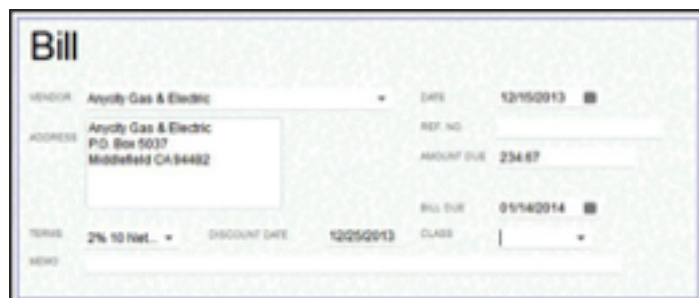 Bill
VENDOR Anycity Gas & Electric DATE 12/15/2013
ADDRESS Anycity Gas & Electric REF. NO.
P.O. Box 5037
Middlefield CA 94482 AMOUNT DUE 234.67
BILL DUE 01/14/2014
TERMS 2% 10 Net... DISCOUNT DATE 12/25/2013 CLASS
MEMO